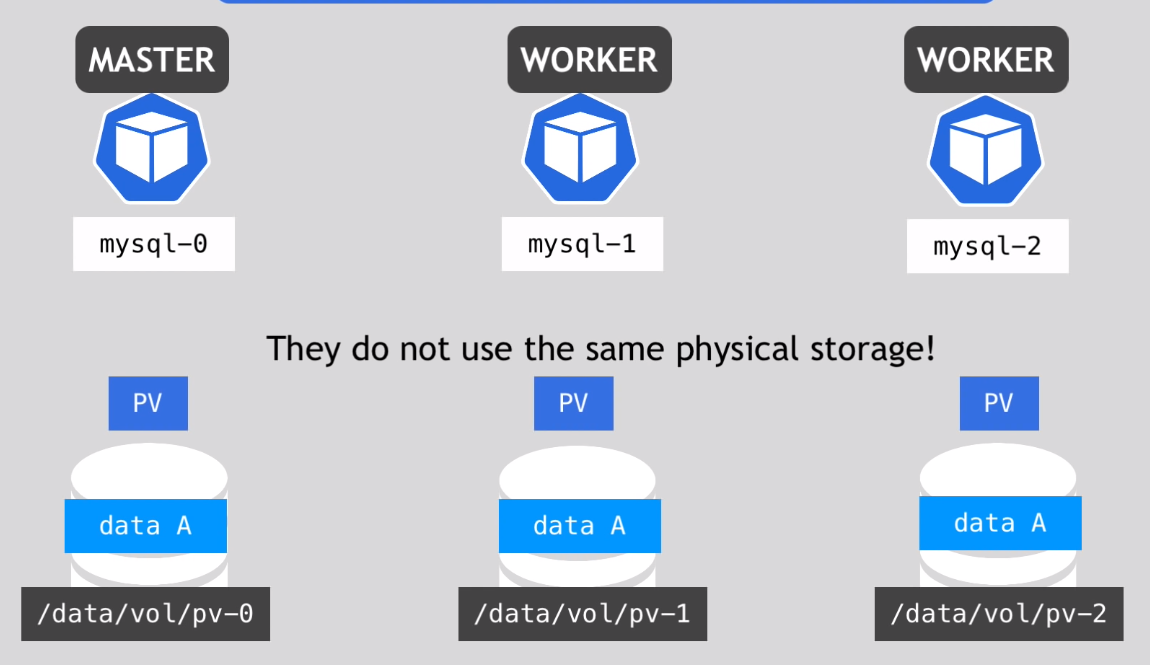 MASTER
WORKER
WORKER
mysql-0
mysql-1
mysql-2
They do not use the same physical storage!
PV
PV
PV
data A
data A
data A
/data/vol/pv-0
/data/vol/pv-1
/data/vol/pv-2